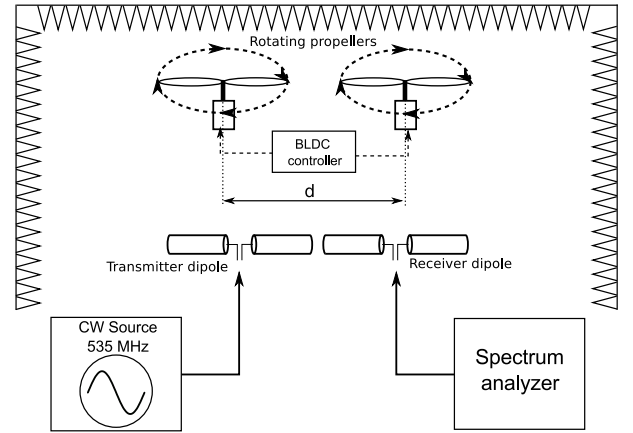 Rotating propellers
BLDC
controller
d
Transmitter dipole
Receiver dipole
CW Source
535 MHz
Spectrum
analyzer